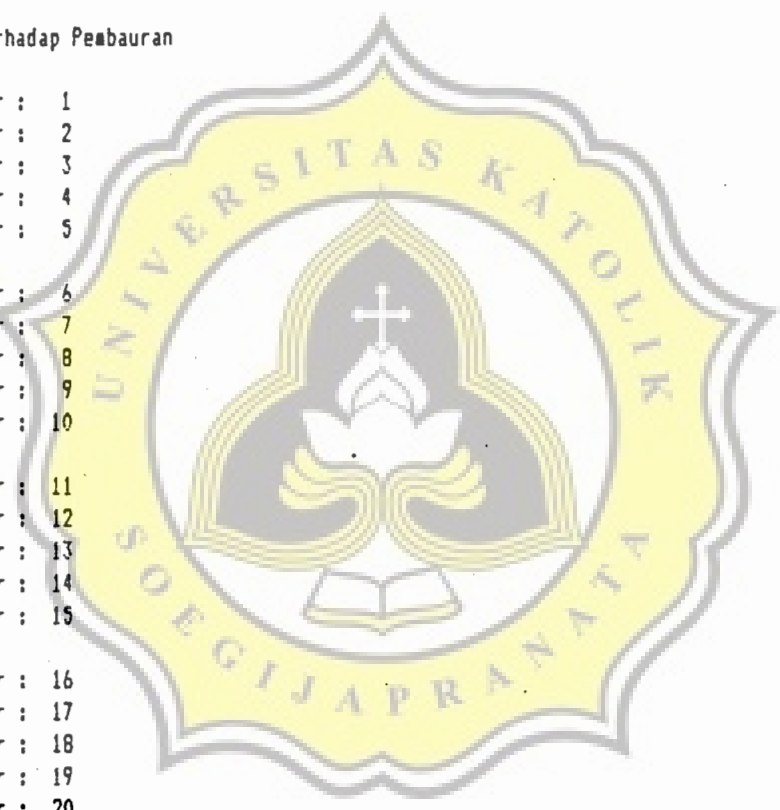 rhadap Pembauran
r : 1
r : 2
r : 3
r : 4
r : 5
r : 6
r : 7
r : 8
r : 9
r : 10
r : 11
r : 12
r : 13
r : 14
r : 15
r : 16
r : 17
r : 18
r : 19
r : 20
UNIVERSITAS KATOLIK
SOEGIJAPRANATA